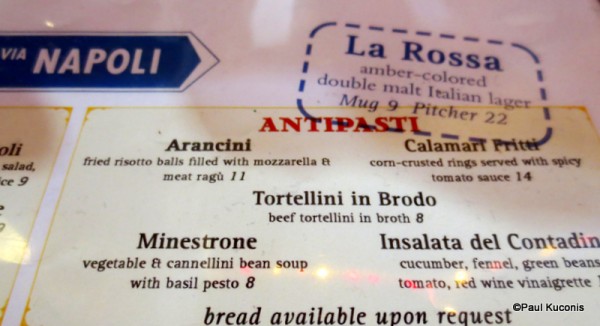 VIA NAPOLI
La Rossa
amber-colored
double malt Italian lager
Mug 9 Pitcher 22
ANTIPASTI
Arancini
fried risotto balls filled with mozzarella &
meat ragù 11
Calamari Fritti
corn-crusted rings served with spicy
tomato sauce 14
salad,
9
Tortellini in Brodo
beef tortellini in broth 8
Minestrone
vegetable & cannellini bean soup
with basil pesto 8
Insalata del Contadin
cucumber, fennel, green beans
tomato, red wine vinaigrette
bread available upon request
©Paul Kuconis